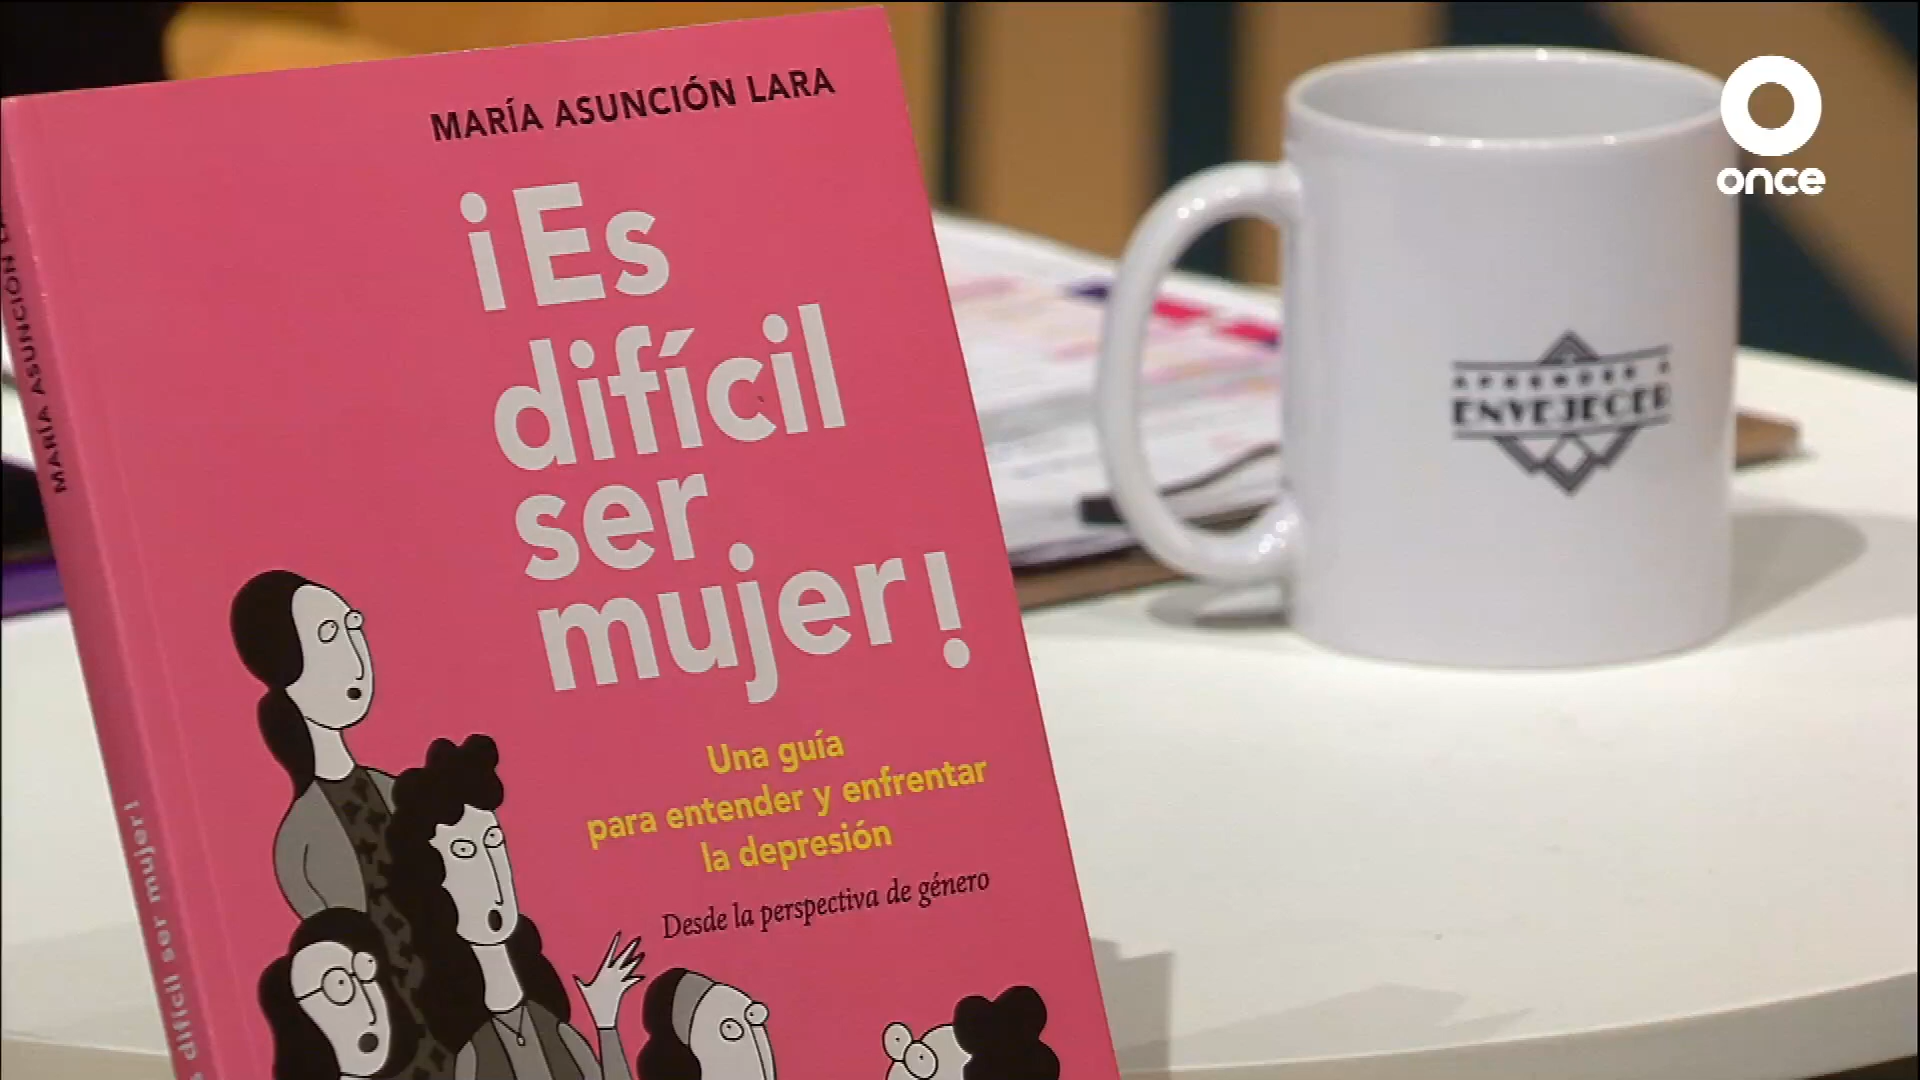 MARÍA ASUNCIÓN LARA
¡Es
difícil
ser
mujer!
Una guía
para entender y enfrentar
la depresión
Desde la perspectiva de género
MARÍA ASUNCIÓN
difícil ser mujer!
APRENDER A
ENVEJECER
once